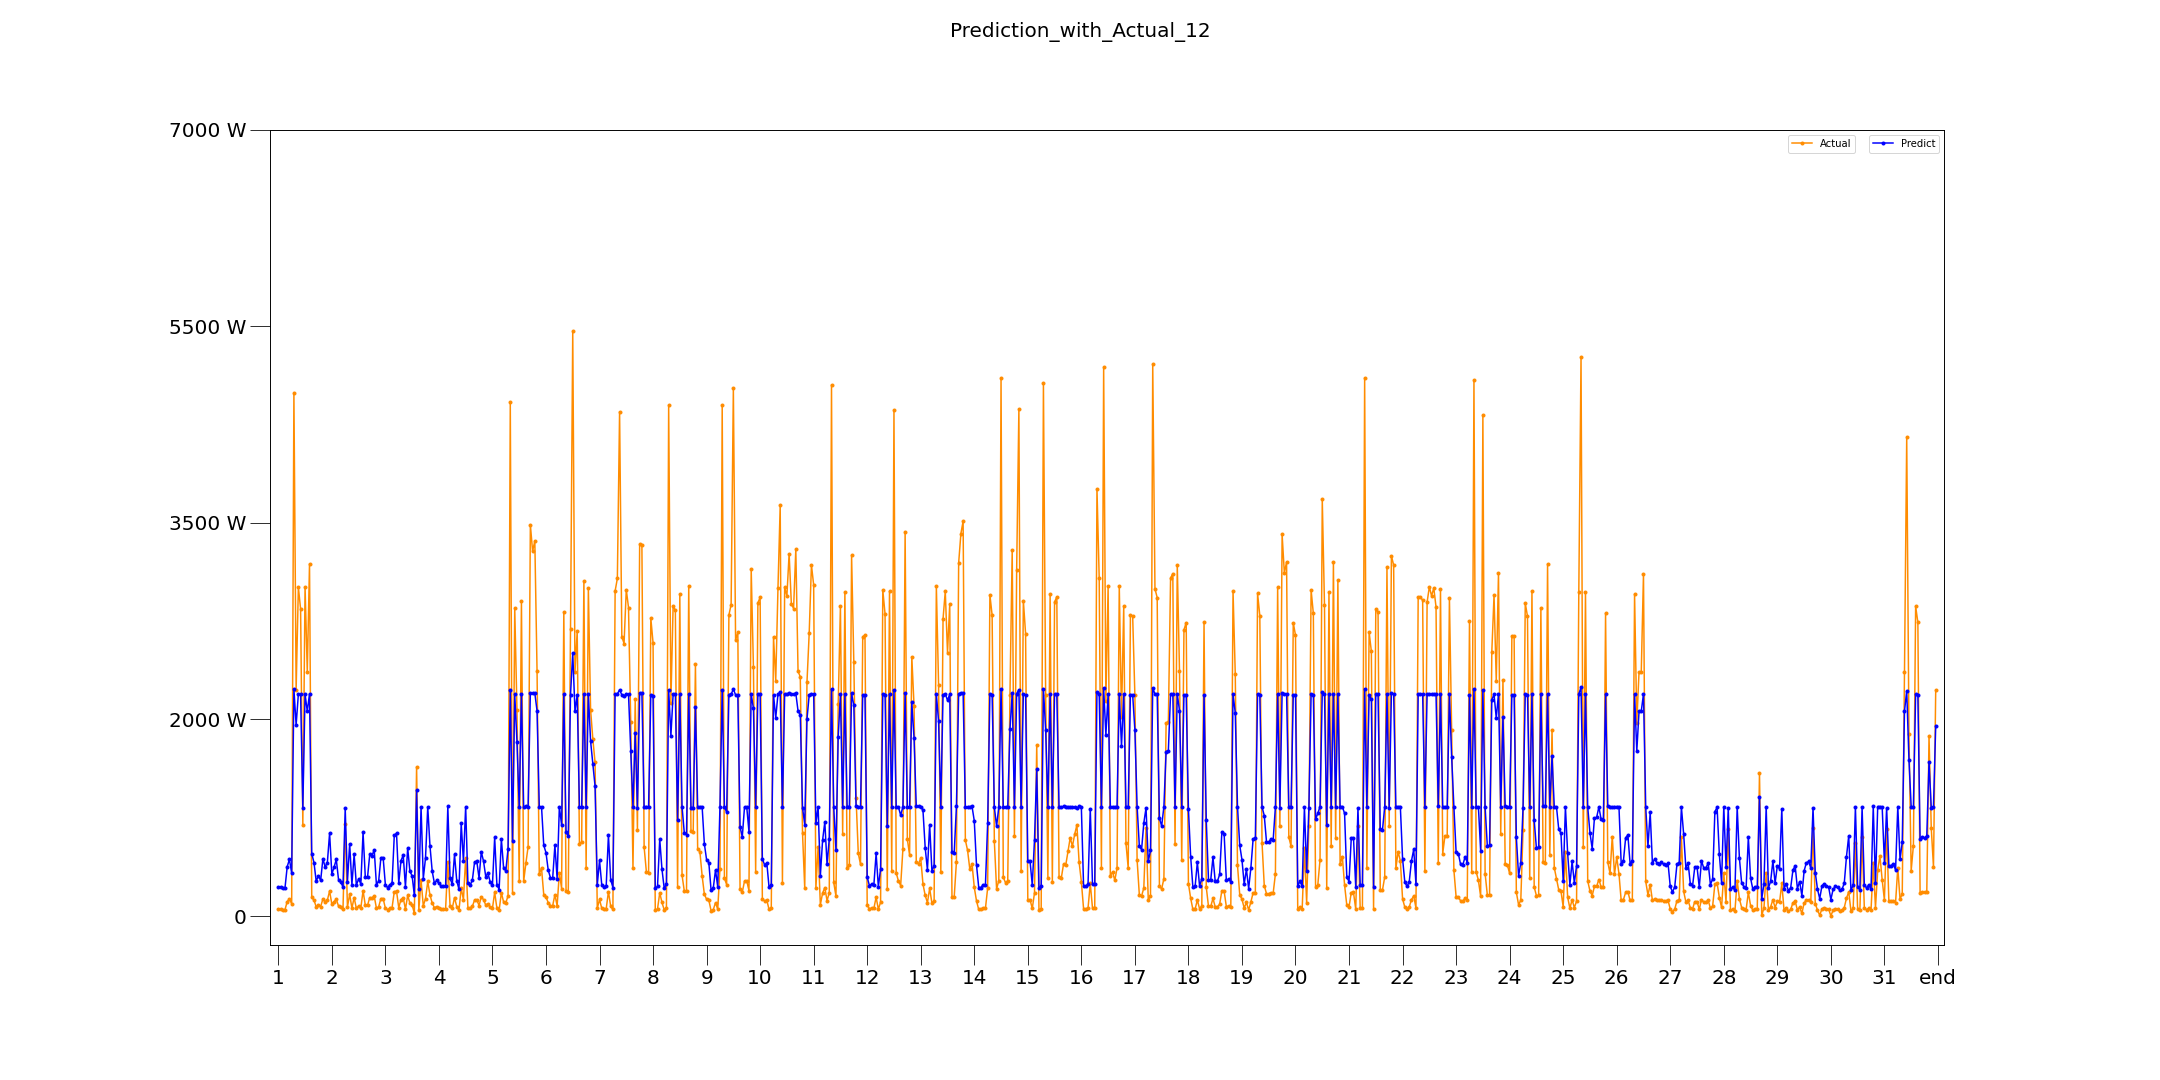 Prediction_with_Actual_12
Actual Predict
7000 W
5500 W
3500 W
2000 W
0
1 2 3 4 5 6 7 8 9 10 11 12 13 14 15 16 17 18 19 20 21 22 23 24 25 26 27 28 29 30 31 end